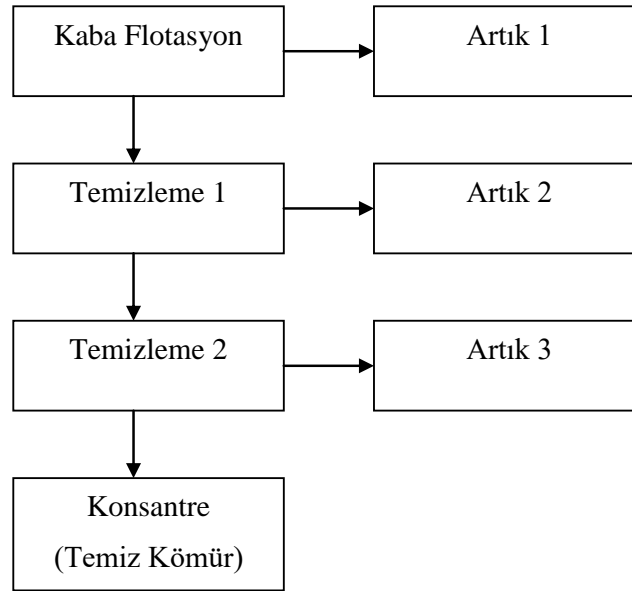 Kaba Flotasyon
Artık 1
Temizleme 1
Artık 2
Temizleme 2
Artık 3
Konsantre
(Temiz Kömür)